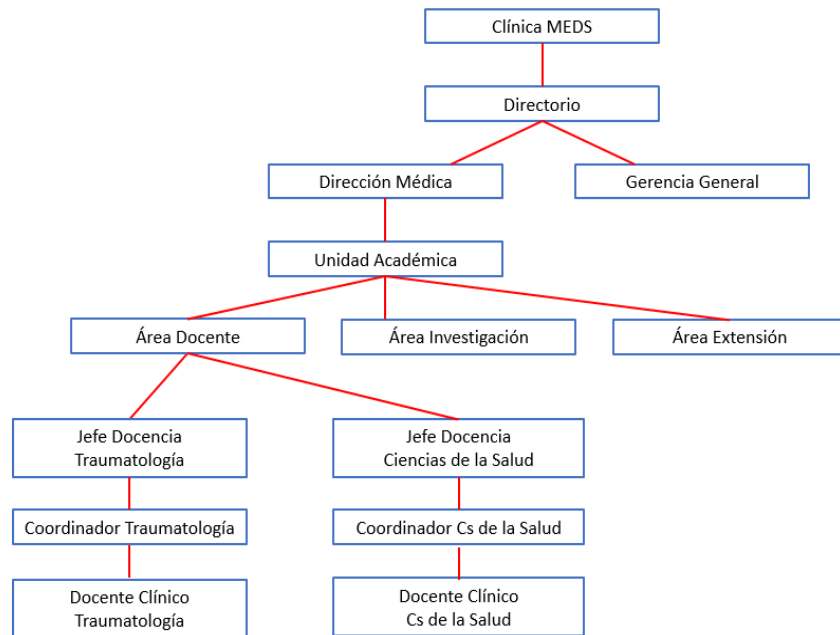 Clínica MEDS
Directorio
Dirección Médica
Gerencia General
Unidad Académica
Área Docente
Área Investigación
Área Extensión
Jefe Docencia
Traumatología
Jefe Docencia
Ciencias de la Salud
Coordinador Traumatología
Coordinador Cs de la Salud
Docente Clínico
Traumatología
Docente Clínico
Cs de la Salud